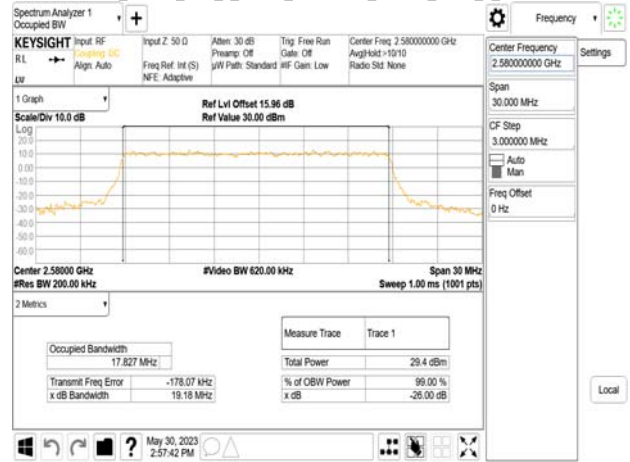 Spectrum Analyzer 1
Occupied BW
Frequency
KEYSIGHT
Input: RF
Coupling: DC
Align: Auto
R L
Input Z: 50 Ω
Freq Ref: Int (S)
NFE: Adaptive
Atten: 30 dB
Preamp: Off
µW Path: Standard
Trig: Free Run
Gate: Off
#IF Gain: Low
Center Freq: 2.580000000 GHz
Avg|Hold:>10/10
Radio Std: None
Center Frequency
2.580000000 GHz
Settings
Span
30.000 MHz
CF Step
3.000000 MHz
Auto
Man
Freq Offset
0 Hz
Local
1 Graph
Scale/Div 10.0 dB
Ref Lvl Offset 15.96 dB
Ref Value 30.00 dBm
Log
20.0
10.0
0.00
-10.0
-20.0
-30.0
-40.0
-50.0
-60.0
Center 2.58000 GHz
#Res BW 200.00 kHz
#Video BW 620.00 kHz
Span 30 MHz
Sweep 1.00 ms (1001 pts)
2 Metrics
Measure Trace Trace 1
Occupied Bandwidth
17.827 MHz
Total Power 29.4 dBm
Transmit Freq Error -178.07 kHz
% of OBW Power 99.00 %
x dB Bandwidth 19.18 MHz
x dB -26.00 dB
May 30, 2023
2:57:42 PM